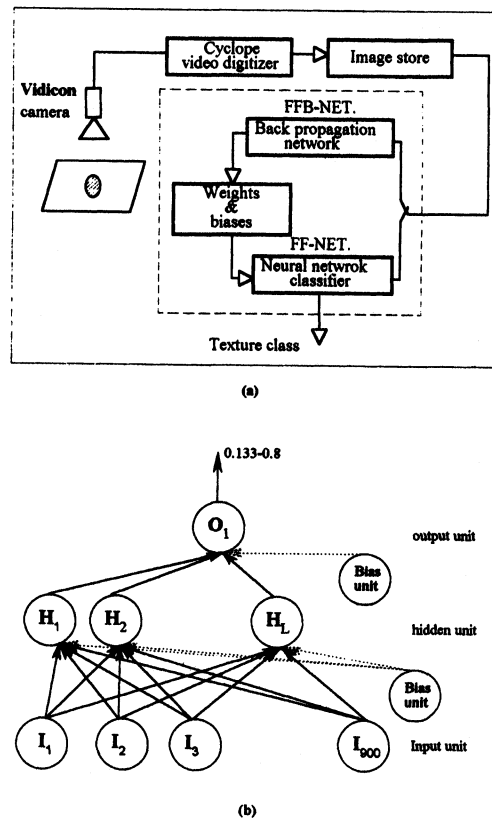 Cyclope
video digitizer
Image store
Vidicon
camera
FFB-NET.
Back propagation
network
Weights
&
biases
FF-NET.
Neural netwrok
classifier
Texture class
(a)
0.133-0.8
O1
output unit
Bias
unit
H1 H2 HL
hidden unit
Bias
unit
I1 I2 I3 I900
Input unit
(b)